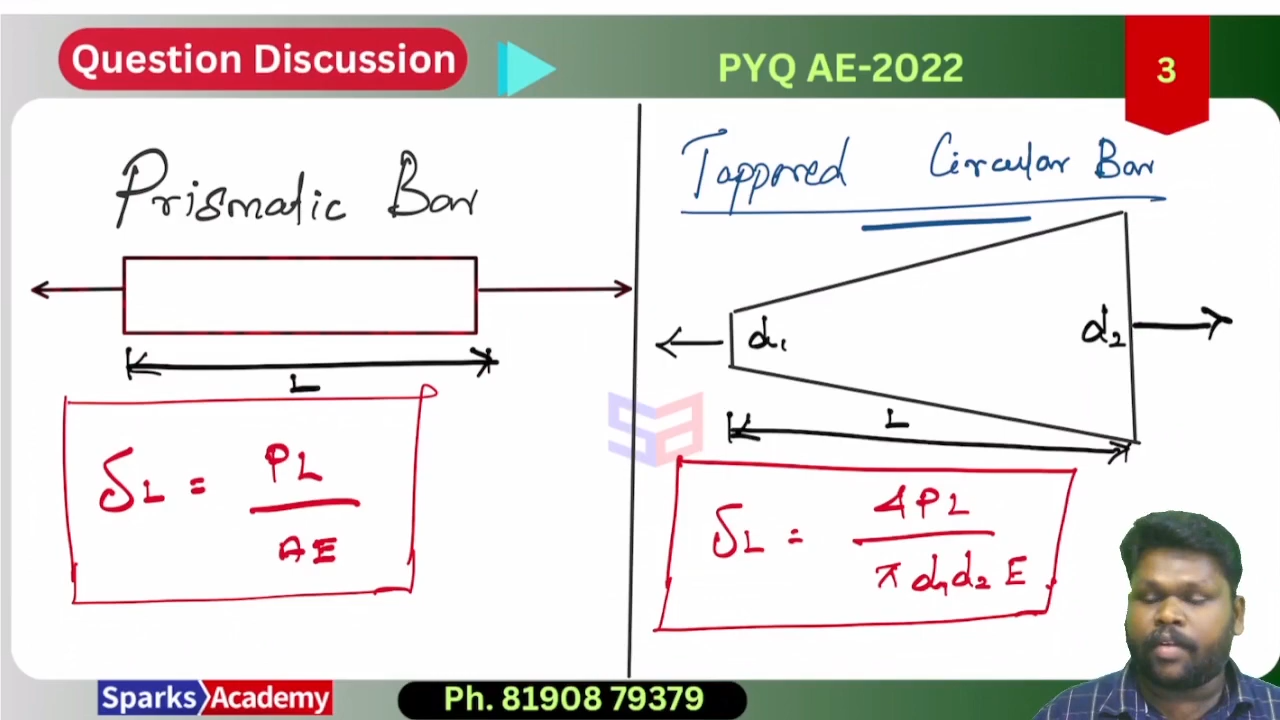 Question Discussion
PYQ AE-2022
3
Prismatic Bar
L
δL = PL
AE
Tappered Circular Bar
d₁
d₂
L
δL = 4PL
π d₁d₂ E
Sparks Academy
Ph. 81908 79379